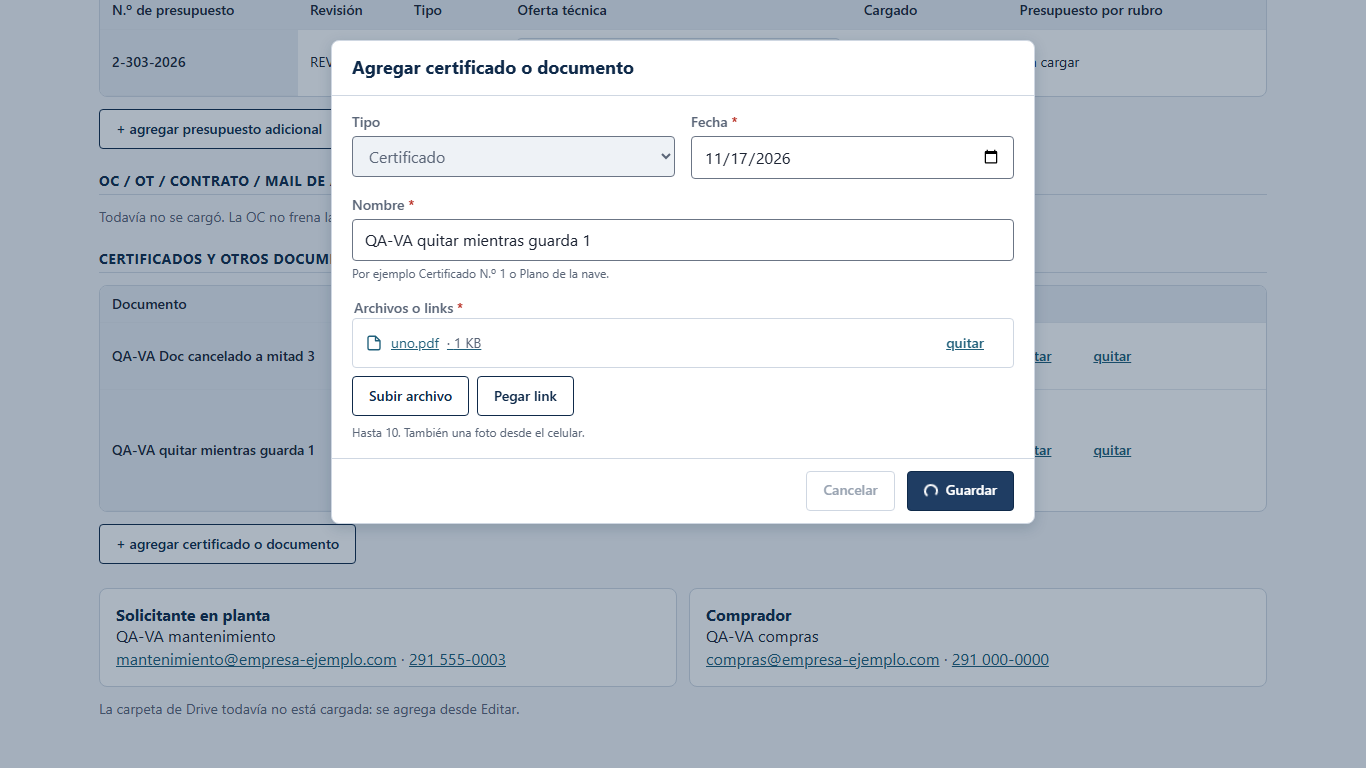 N.º de presupuesto Revisión Tipo Oferta técnica Cargado Presupuesto por rubro
2-303-2026 cargar
+ agregar presupuesto adicional
OC / OT / CONTRATO / MAIL DE
Todavía no se cargó. La OC no frena
CERTIFICADOS Y OTROS
Documento
QA-VA Doc cancelado a mitad 3 quitar
QA-VA quitar mientras guarda 1 quitar
+ agregar certificado o documento
Agregar certificado o documento
Tipo Fecha *
Certificado 11/17/2026
Nombre *
QA-VA quitar mientras guarda 1
Por ejemplo Certificado N.º 1 o Plano de la nave.
Archivos o links *
uno.pdf · 1 KB quitar
Subir archivo Pegar link
Hasta 10. También una foto desde el celular.
Cancelar Guardar
Solicitante en planta Comprador
QA-VA mantenimiento QA-VA compras
mantenimiento@empresa-ejemplo.com · 291 555-0003 compras@empresa-ejemplo.com · 291 000-0000
La carpeta de Drive todavía no está cargada: se agrega desde Editar.